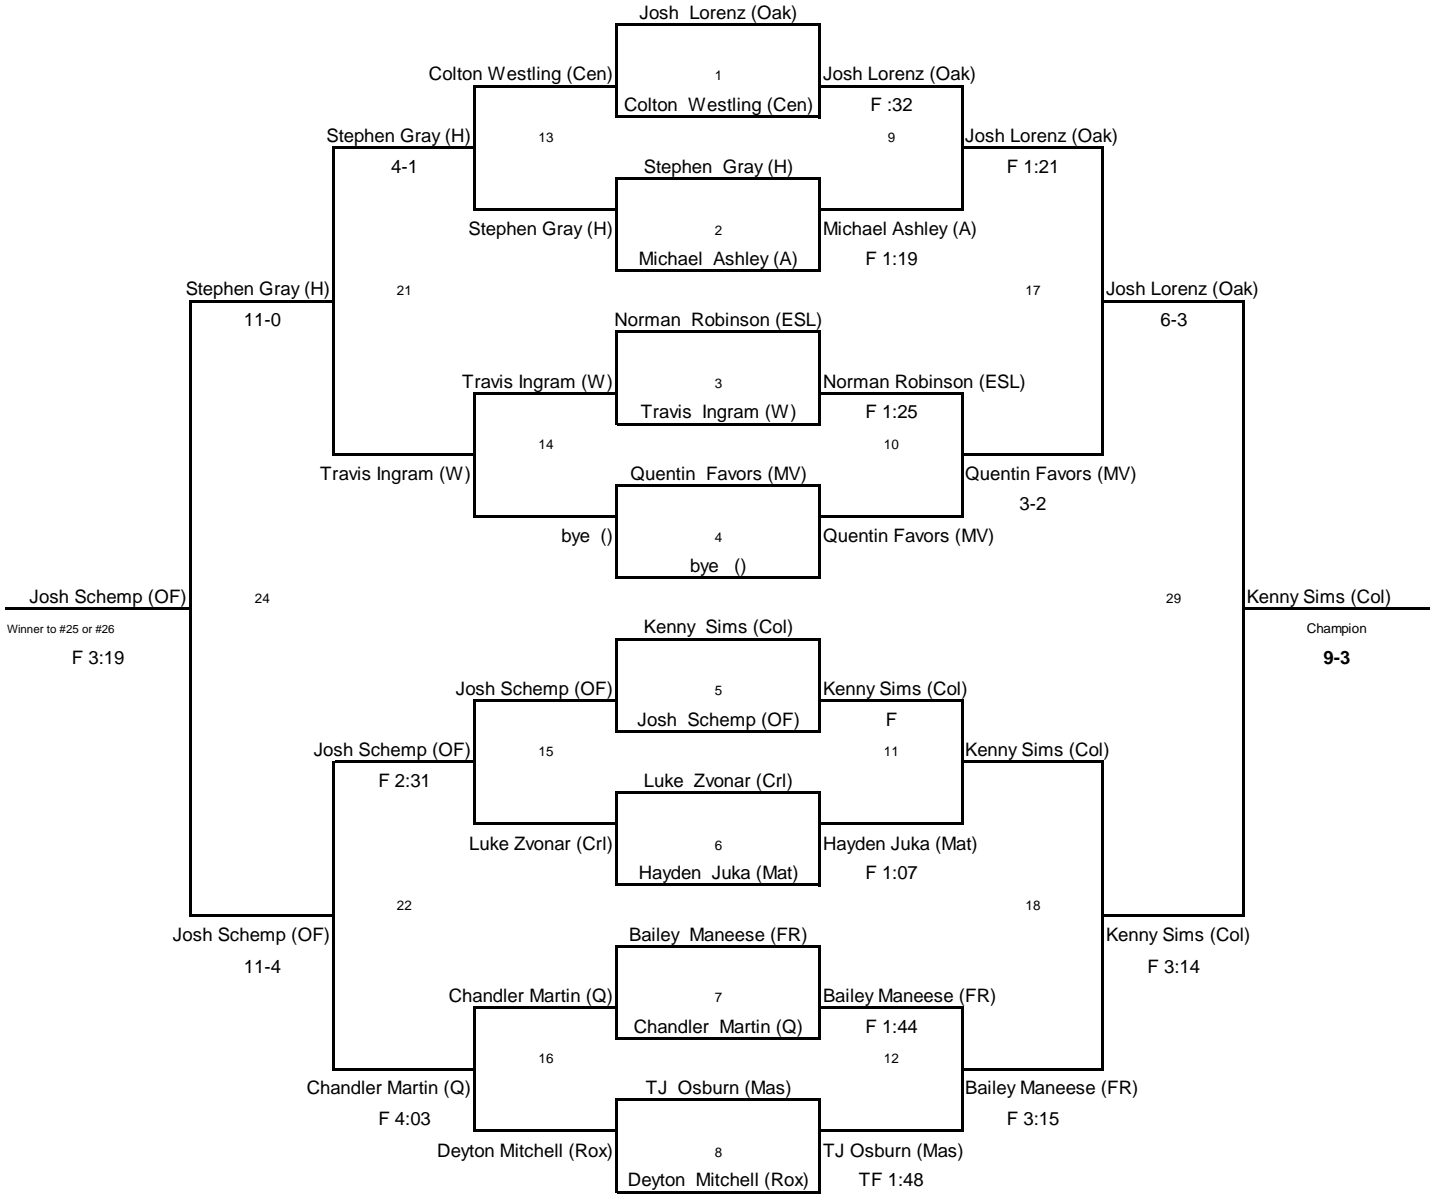 Josh Lorenz (Oak)
Colton Westling (Cen)
1
Josh Lorenz (Oak)
Colton Westling (Cen)
F :32
Stephen Gray (H)
13
9
Josh Lorenz (Oak)
4-1
Stephen Gray (H)
F 1:21
Stephen Gray (H)
2
Michael Ashley (A)
Michael Ashley (A)
F 1:19
Stephen Gray (H)
21
17
Josh Lorenz (Oak)
11-0
Norman Robinson (ESL)
6-3
Travis Ingram (W)
3
Norman Robinson (ESL)
Travis Ingram (W)
F 1:25
14
10
Travis Ingram (W)
Quentin Favors (MV)
Quentin Favors (MV)
3-2
bye ()
4
Quentin Favors (MV)
bye ()
Josh Schemp (OF)
24
29
Kenny Sims (Col)
Winner to #25 or #26
Kenny Sims (Col)
Champion
F 3:19
9-3
Josh Schemp (OF)
5
Kenny Sims (Col)
Josh Schemp (OF)
F
Josh Schemp (OF)
15
11
Kenny Sims (Col)
F 2:31
Luke Zvonar (Crl)
Luke Zvonar (Crl)
6
Hayden Juka (Mat)
Hayden Juka (Mat)
F 1:07
22
18
Josh Schemp (OF)
Bailey Maneese (FR)
Kenny Sims (Col)
11-4
F 3:14
Chandler Martin (Q)
7
Bailey Maneese (FR)
Chandler Martin (Q)
F 1:44
16
12
Chandler Martin (Q)
TJ Osburn (Mas)
Bailey Maneese (FR)
F 4:03
F 3:15
Deyton Mitchell (Rox)
8
TJ Osburn (Mas)
Deyton Mitchell (Rox)
TF 1:48